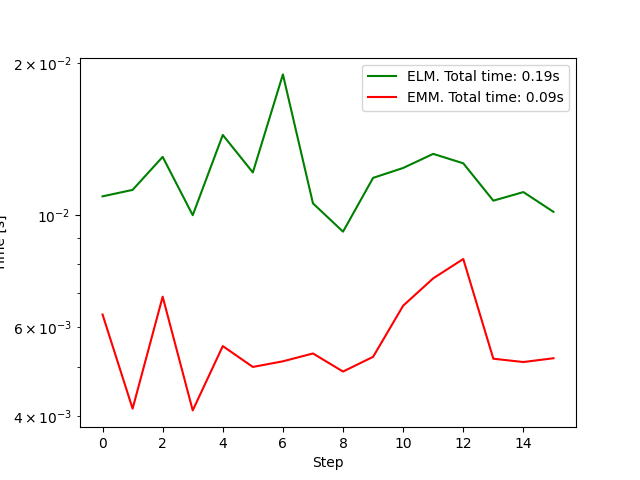 ELM. Total time: 0.19s
EMM. Total time: 0.09s
2 × 10⁻²
10⁻²
6 × 10⁻³
4 × 10⁻³
Time [s]
0 2 4 6 8 10 12 14
Step